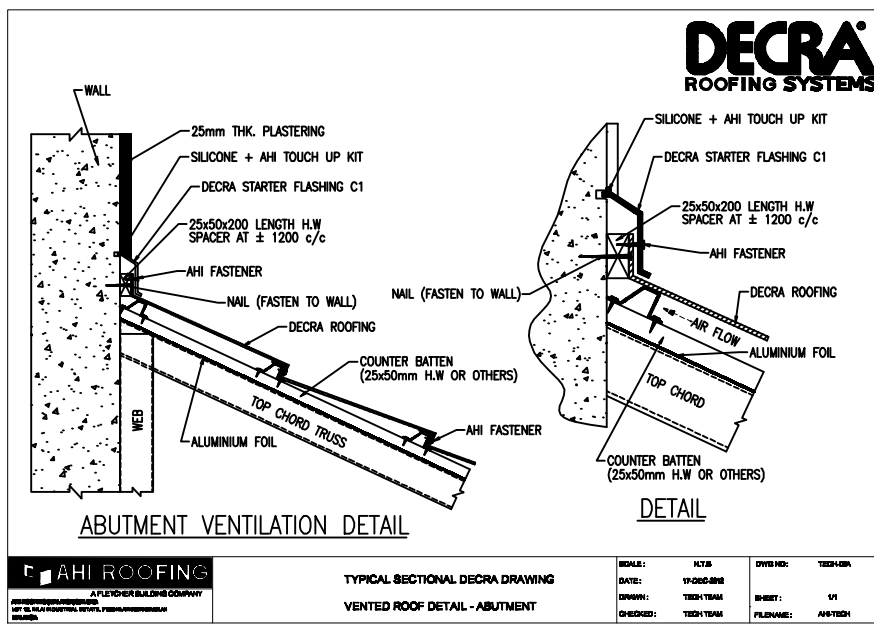 DECRA®
ROOFING SYSTEMS
WALL
25mm THK. PLASTERING
SILICONE + AHI TOUCH UP KIT
DECRA STARTER FLASHING C1
25x50x200 LENGTH H.W
SPACER AT ± 1200 c/c
AHI FASTENER
NAIL (FASTEN TO WALL)
DECRA ROOFING
COUNTER BATTEN
(25x50mm H.W OR OTHERS)
TOP CHORD TRUSS
WEB
ALUMINIUM FOIL
AHI FASTENER
ABUTMENT VENTILATION DETAIL
SILICONE + AHI TOUCH UP KIT
DECRA STARTER FLASHING C1
25x50x200 LENGTH H.W
SPACER AT ± 1200 c/c
AHI FASTENER
NAIL (FASTEN TO WALL)
DECRA ROOFING
AIR FLOW
ALUMINIUM FOIL
TOP CHORD
COUNTER BATTEN
(25x50mm H.W OR OTHERS)
DETAIL
AHI ROOFING
A FLETCHER BUILDING COMPANY
TYPICAL SECTIONAL DECRA DRAWING
VENTED ROOF DETAIL - ABUTMENT
SCALE: N.T.S
DATE:
DRAWN: TECH TEAM
CHECKED: TECH TEAM
DWG NO:
SHEET: 1/1
FILENAME: AHI-TECH